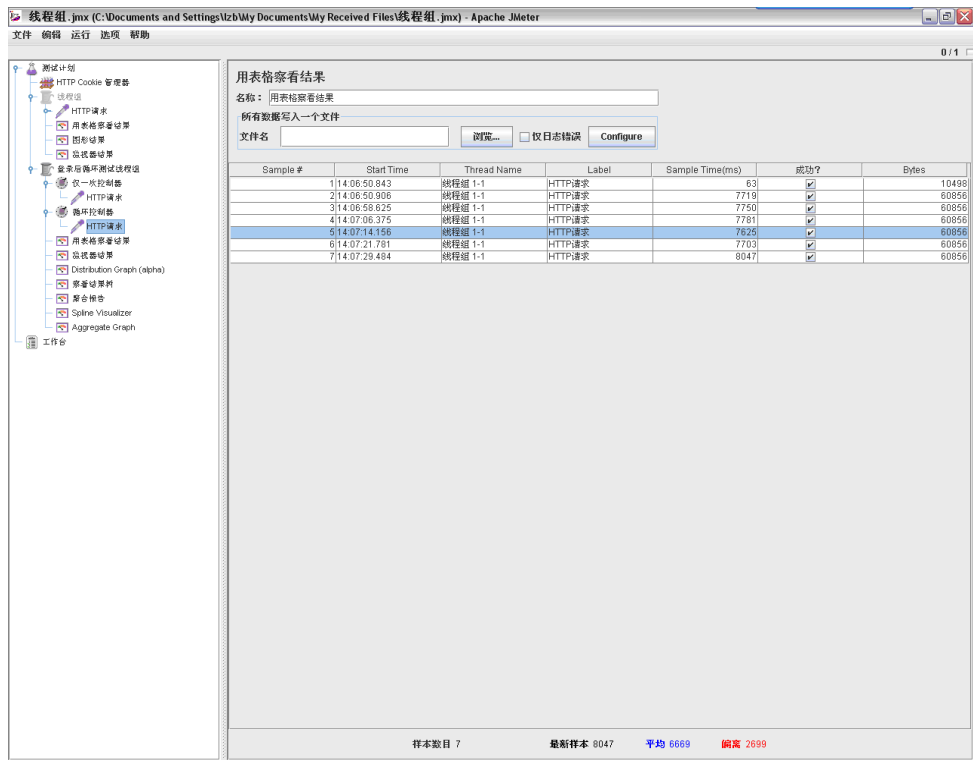 线程组.jmx (C:\Documents and Settings\lzb\My Documents\My Received Files\线程组.jmx) - Apache JMeter
文件 编辑 运行 选项 帮助
0 / 1
测试计划
HTTP Cookie 管理器
线程组
HTTP请求
用表格察看结果
图形结果
监视器结果
登录后循环测试线程组
仅一次控制器
HTTP请求
循环控制器
HTTP请求
用表格察看结果
监视器结果
Distribution Graph (alpha)
察看结果树
聚合报告
Spline Visualizer
Aggregate Graph
工作台
用表格察看结果
名称： 用表格察看结果
所有数据写入一个文件
文件名 浏览... 仅日志错误 Configure
Sample # Start Time Thread Name Label Sample Time(ms) 成功? Bytes
1 14:06:50.843 线程组 1-1 HTTP请求 63 10498
2 14:06:50.906 线程组 1-1 HTTP请求 7719 60856
3 14:06:58.625 线程组 1-1 HTTP请求 7750 60856
4 14:07:06.375 线程组 1-1 HTTP请求 7781 60856
5 14:07:14.156 线程组 1-1 HTTP请求 7625 60856
6 14:07:21.781 线程组 1-1 HTTP请求 7703 60856
7 14:07:29.484 线程组 1-1 HTTP请求 8047 60856
样本数目 7 最新样本 8047 平均 6669 偏离 2699